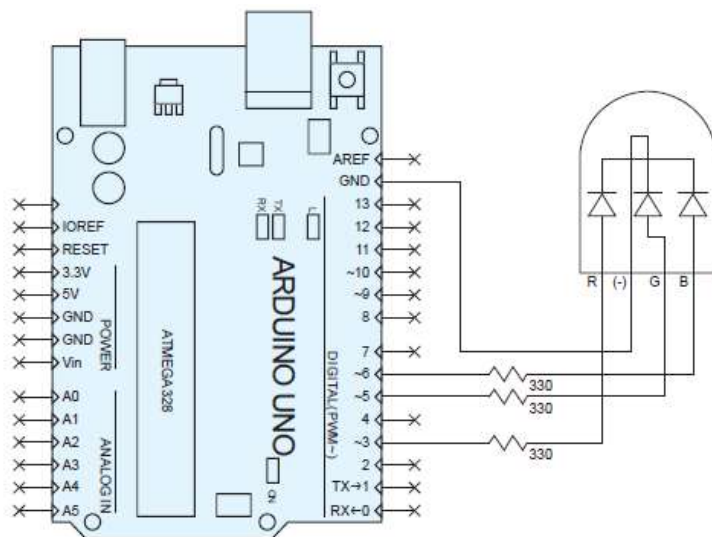 AREF
GND
RX
TX
L
13
12
11
~10
~9
8
7
~6
~5
4
~3
2
TX→1
RX←0
IOREF
RESET
3.3V
5V
GND
GND
Vin
POWER
A0
A1
A2
A3
A4
A5
ANALOG IN
ATMEGA328
ARDUINO UNO
DIGITAL(PWM~)
ON
R (-) G B
330
330
330